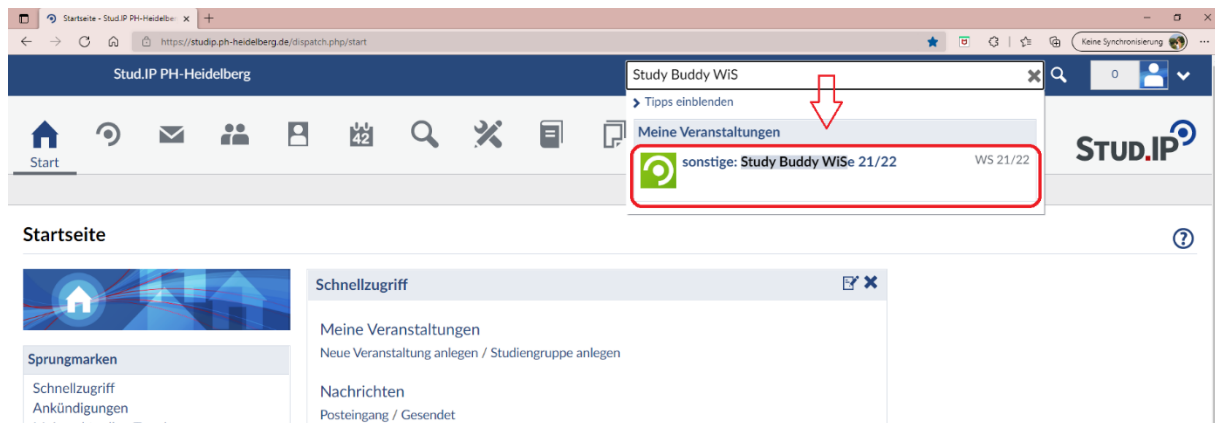 Startseite - Stud.IP PH-Heidelbe
https://studip.ph-heidelberg.de/dispatch.php/start
Keine Synchronisierung
Stud.IP PH-Heidelberg
Study Buddy WiS
0
Tipps einblenden
Meine Veranstaltungen
sonstige: Study Buddy WiSe 21/22
WS 21/22
42
Start
STUD.IP
Startseite
Schnellzugriff
Meine Veranstaltungen
Neue Veranstaltung anlegen / Studiengruppe anlegen
Nachrichten
Posteingang / Gesendet
Sprungmarken
Schnellzugriff
Ankündigungen